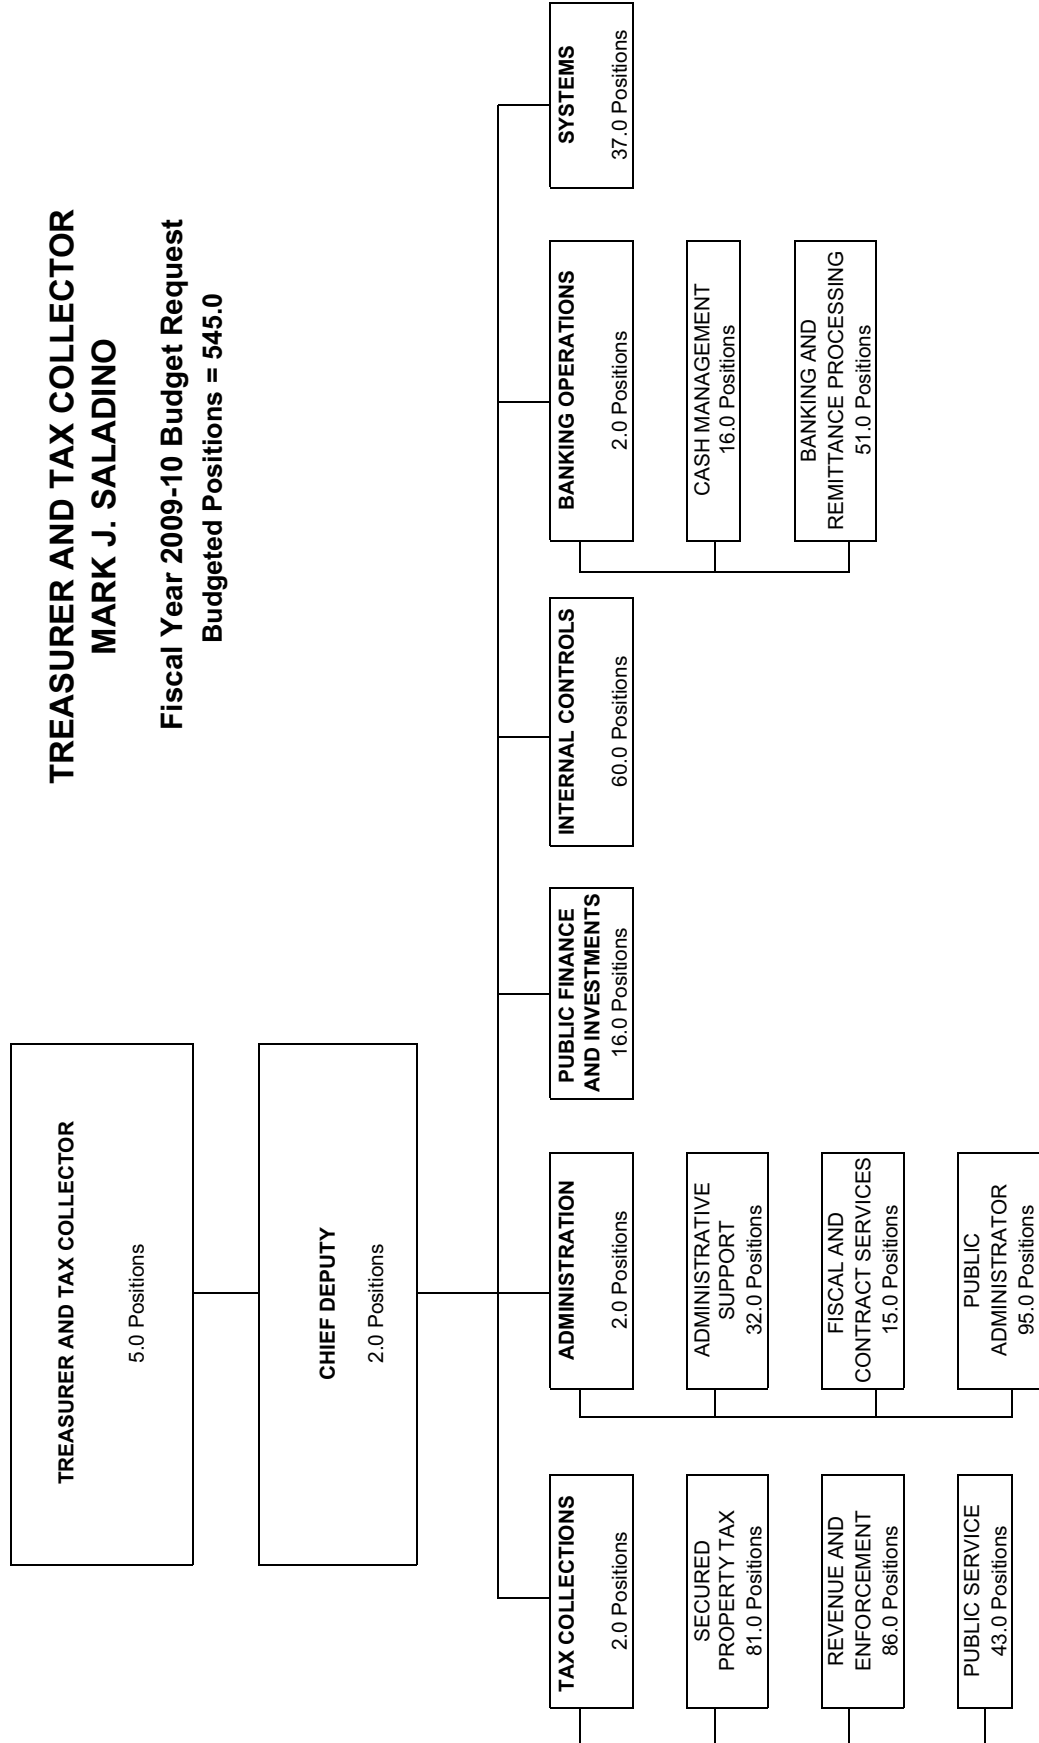 TREASURER AND TAX COLLECTOR
MARK J. SALADINO
Fiscal Year 2009-10 Budget Request
Budgeted Positions = 545.0
TREASURER AND TAX COLLECTOR
5.0 Positions
CHIEF DEPUTY
2.0 Positions
TAX COLLECTIONS
2.0 Positions
SECURED
PROPERTY TAX
81.0 Positions
REVENUE AND
ENFORCEMENT
86.0 Positions
PUBLIC SERVICE
43.0 Positions
ADMINISTRATION
2.0 Positions
ADMINISTRATIVE
SUPPORT
32.0 Positions
FISCAL AND
CONTRACT SERVICES
15.0 Positions
PUBLIC
ADMINISTRATOR
95.0 Positions
PUBLIC FINANCE
AND INVESTMENTS
16.0 Positions
INTERNAL CONTROLS
60.0 Positions
BANKING OPERATIONS
2.0 Positions
CASH MANAGEMENT
16.0 Positions
BANKING AND
REMITTANCE PROCESSING
51.0 Positions
SYSTEMS
37.0 Positions